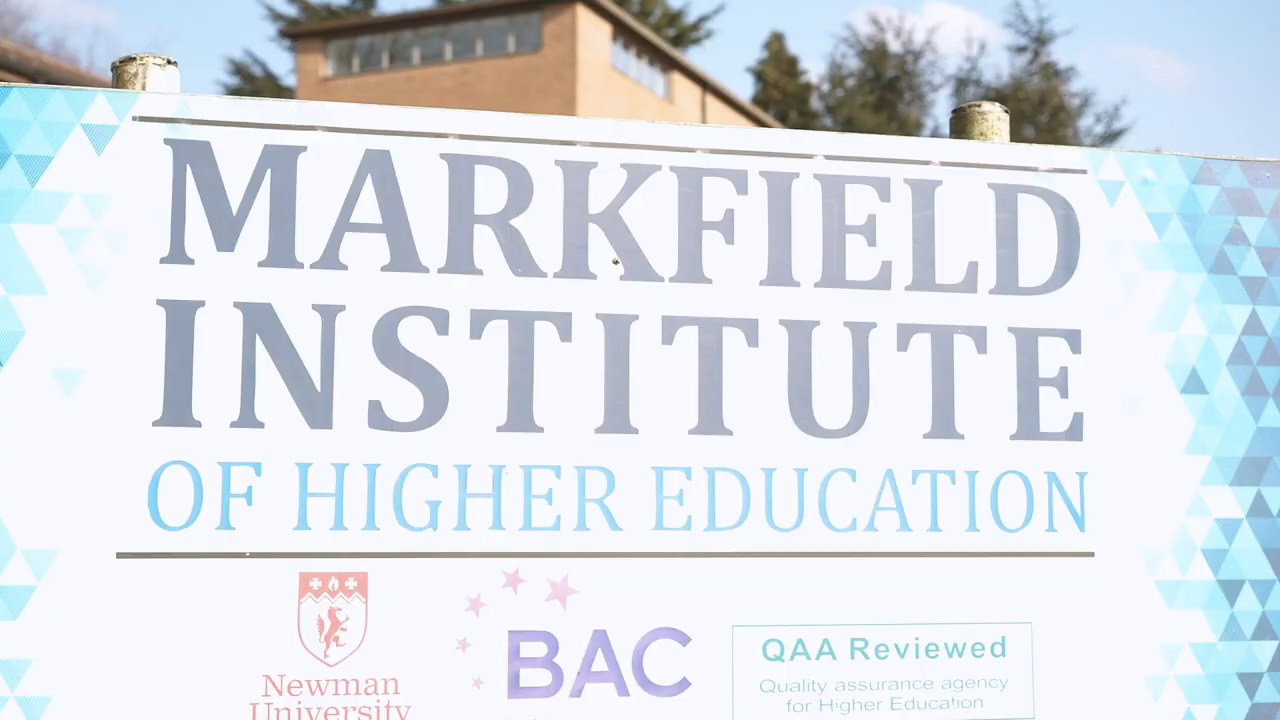 MARKFIELD
INSTITUTE
OF HIGHER EDUCATION
Newman
University
BAC
QAA Reviewed
Quality assurance agency
for Higher Education